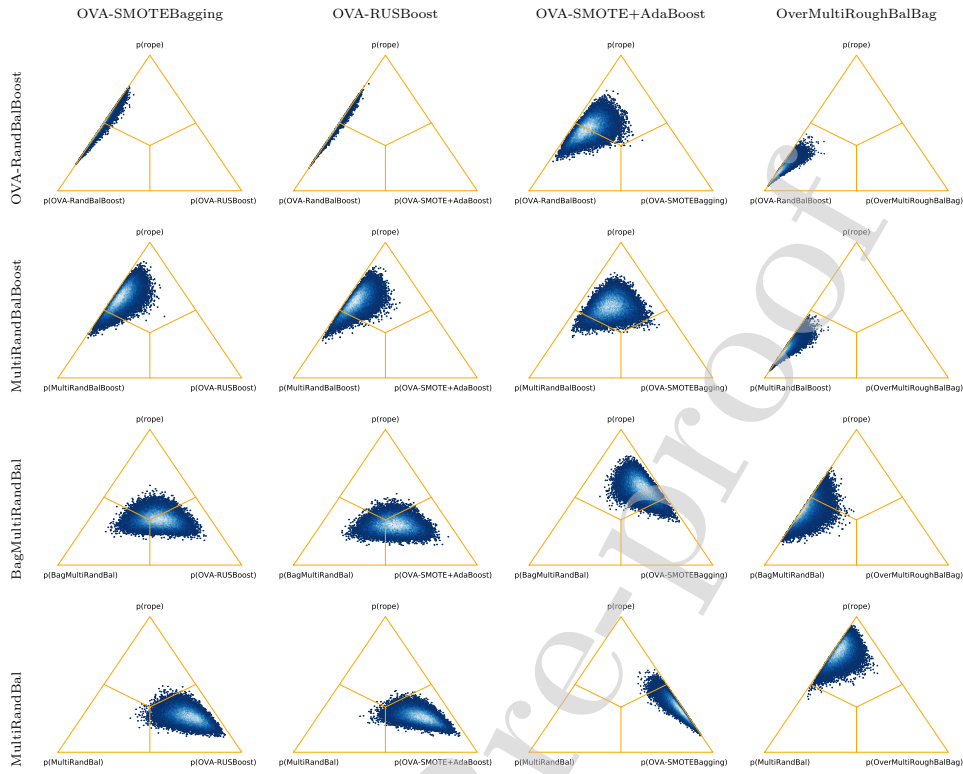 OVA-SMOTEBagging OVA-RUSBoost OVA-SMOTE+AdaBoost OverMultiRoughBalBag
OVA-RandBalBoost
p(rope) p(rope) p(rope) p(rope)
p(OVA-RandBalBoost) p(OVA-RUSBoost) p(OVA-RandBalBoost) p(OVA-SMOTE+AdaBoost) p(OVA-RandBalBoost) p(OVA-SMOTEBagging) p(OVA-RandBalBoost) p(OverMultiRoughBalBag)
MultiRandBalBoost
p(rope) p(rope) p(rope) p(rope)
p(MultiRandBalBoost) p(OVA-RUSBoost) p(MultiRandBalBoost) p(OVA-SMOTE+AdaBoost) p(MultiRandBalBoost) p(OVA-SMOTEBagging) p(MultiRandBalBoost) p(OverMultiRoughBalBag)
BagMultiRandBal
p(rope) p(rope) p(rope) p(rope)
p(BagMultiRandBal) p(OVA-RUSBoost) p(BagMultiRandBal) p(OVA-SMOTE+AdaBoost) p(BagMultiRandBal) p(OVA-SMOTEBagging) p(BagMultiRandBal) p(OverMultiRoughBalBag)
MultiRandBal
p(rope) p(rope) p(rope) p(rope)
p(MultiRandBal) p(OVA-RUSBoost) p(MultiRandBal) p(OVA-SMOTE+AdaBoost) p(MultiRandBal) p(OVA-SMOTEBagging) p(MultiRandBal) p(OverMultiRoughBalBag)
re-proof